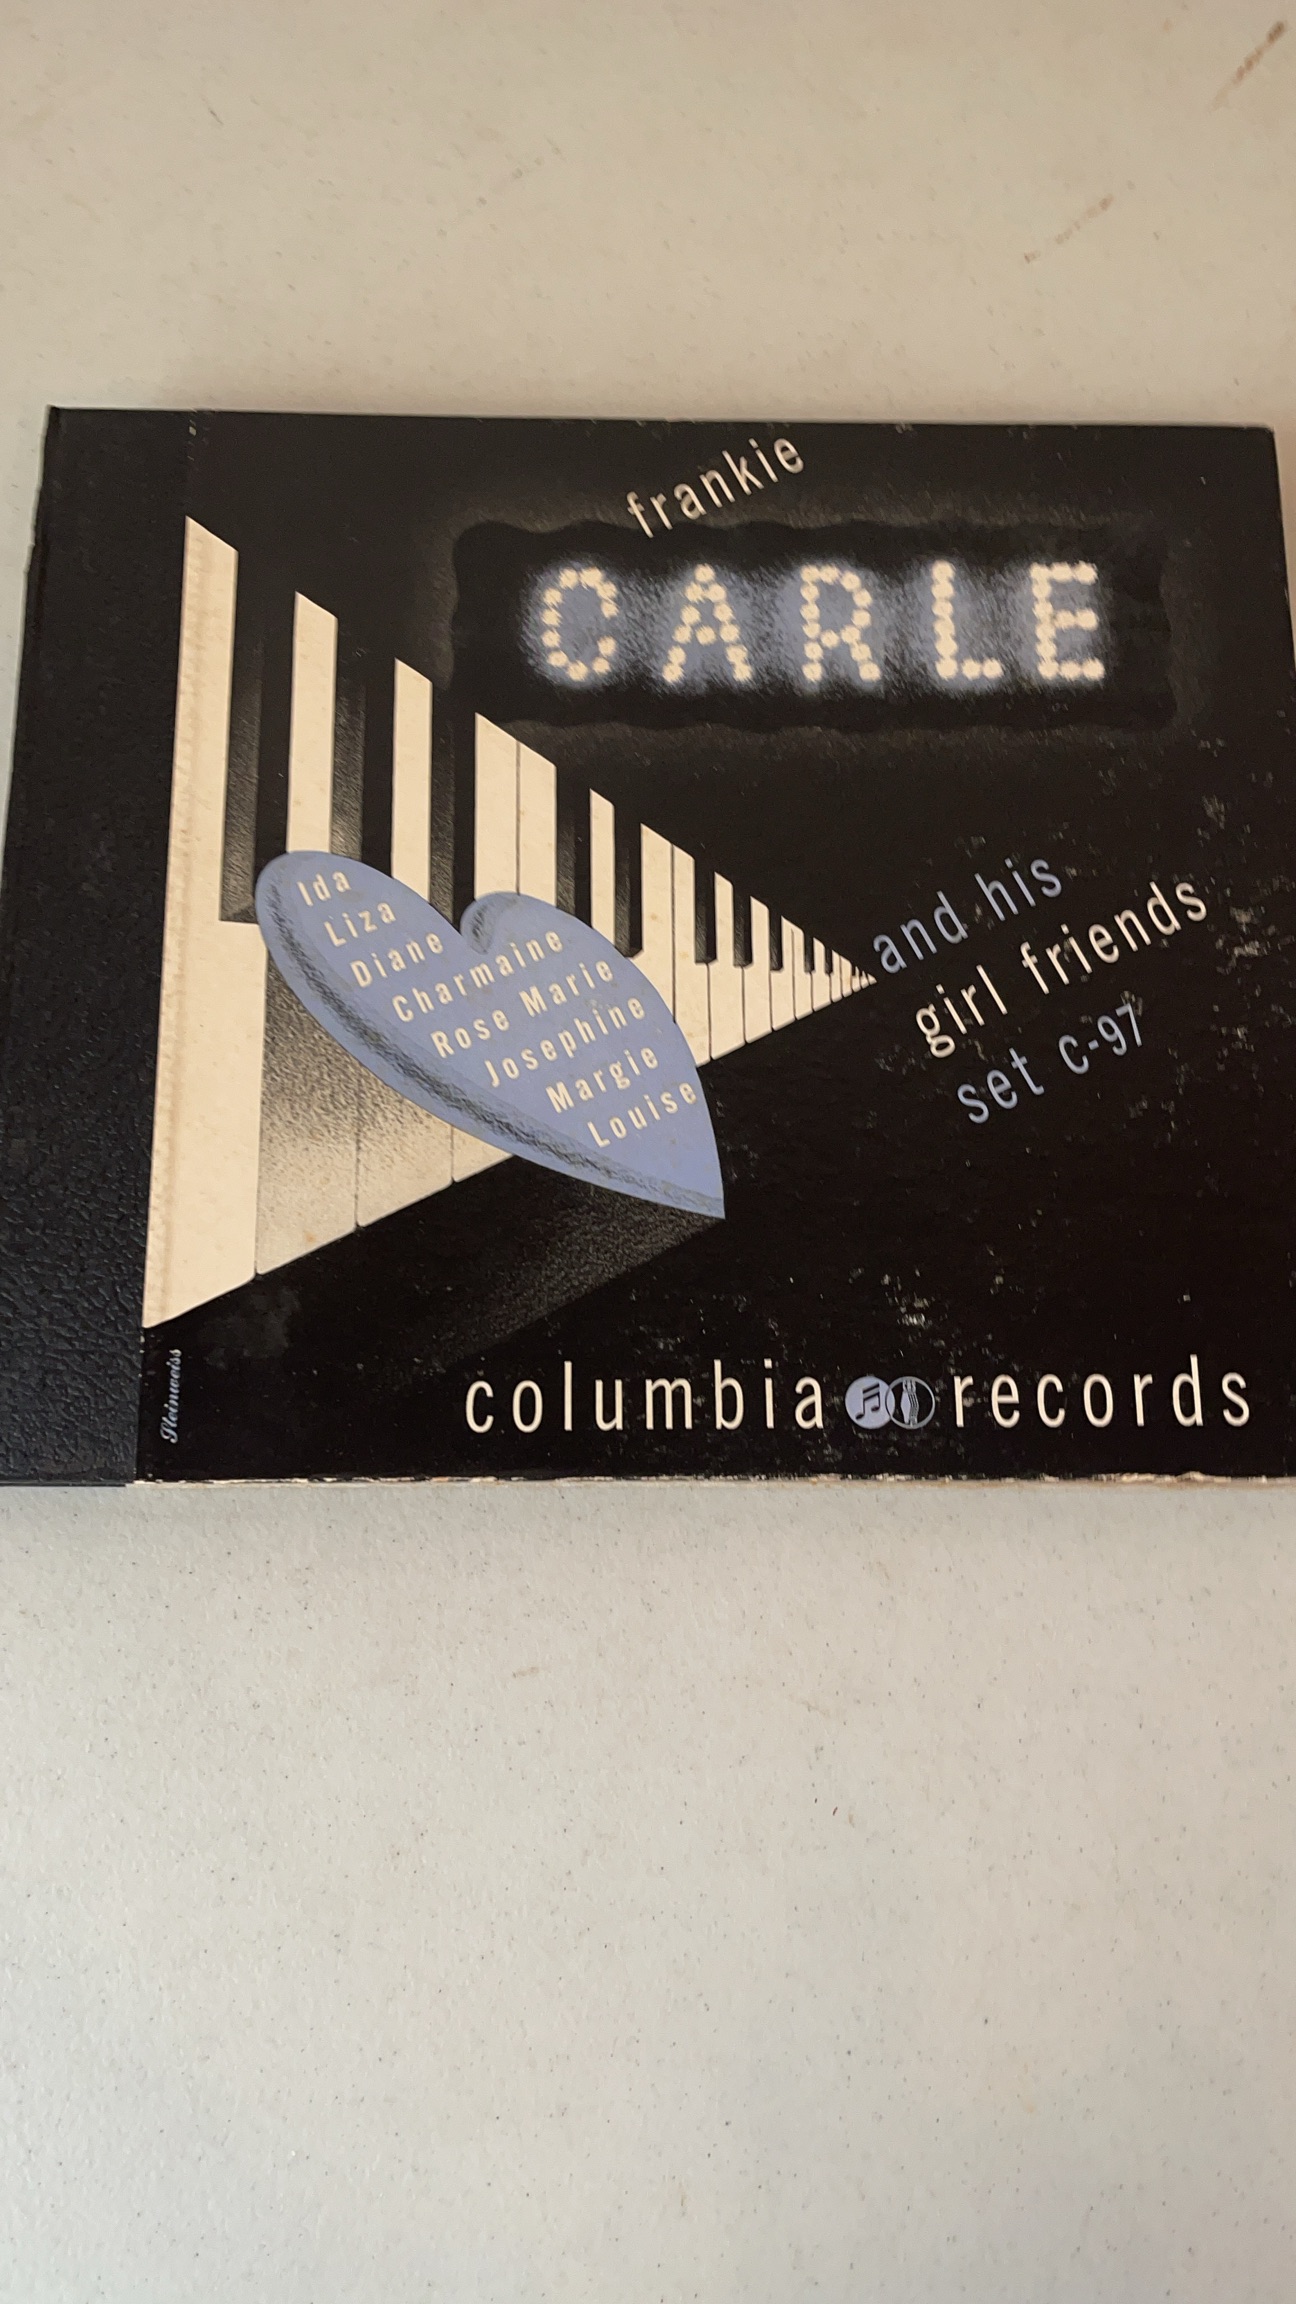 frankie
CARLE
and his
girl friends
set c-97
Ida
Liza
Diane
Charmaine
Rose Marie
Josephine
Margie
Louise
Steinweiss
columbia records